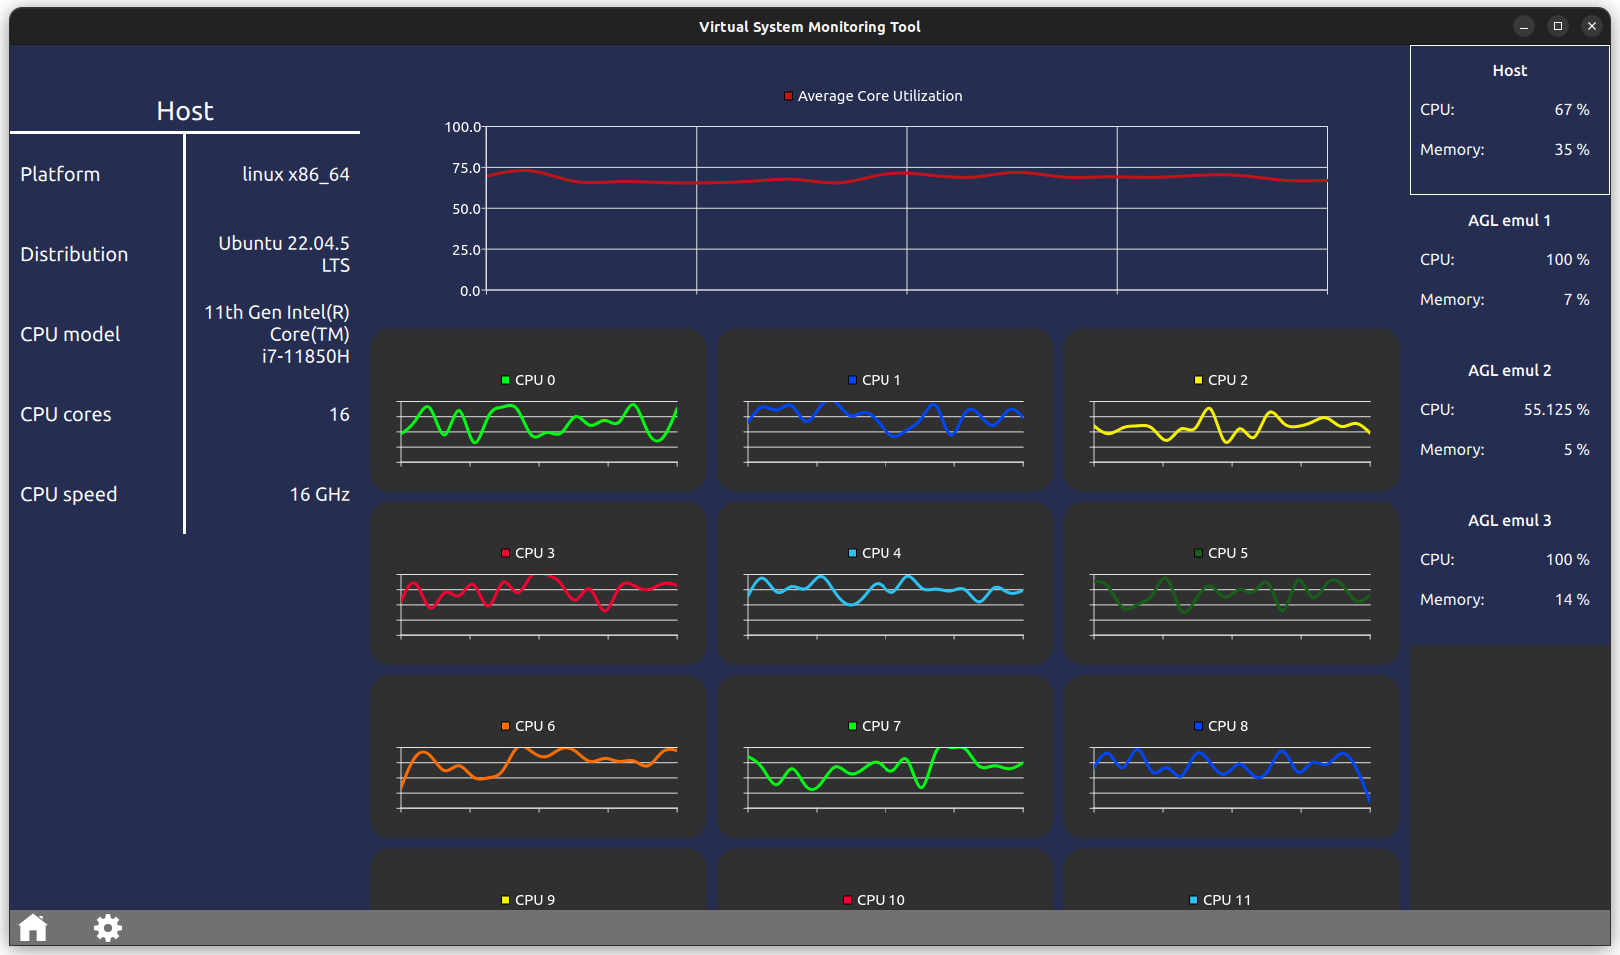 Virtual System Monitoring Tool
Host
Platform
linux x86_64
Distribution
Ubuntu 22.04.5
LTS
CPU model
11th Gen Intel(R)
Core(TM)
i7-11850H
CPU cores
16
CPU speed
16 GHz
Average Core Utilization
100.0
75.0
50.0
25.0
0.0
CPU 0
CPU 1
CPU 2
CPU 3
CPU 4
CPU 5
CPU 6
CPU 7
CPU 8
CPU 9
CPU 10
CPU 11
Host
CPU: 67 %
Memory: 35 %
AGL emul 1
CPU: 100 %
Memory: 7 %
AGL emul 2
CPU: 55.125 %
Memory: 5 %
AGL emul 3
CPU: 100 %
Memory: 14 %